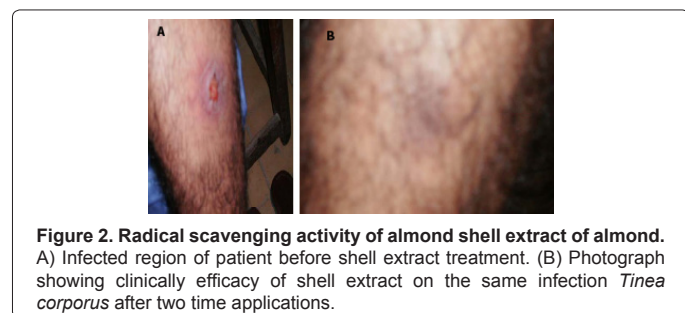 A
B
Figure 2. Radical scavenging activity of almond shell extract of almond.
A) Infected region of patient before shell extract treatment. (B) Photograph
showing clinically efficacy of shell extract on the same infection Tinea
corporus after two time applications.